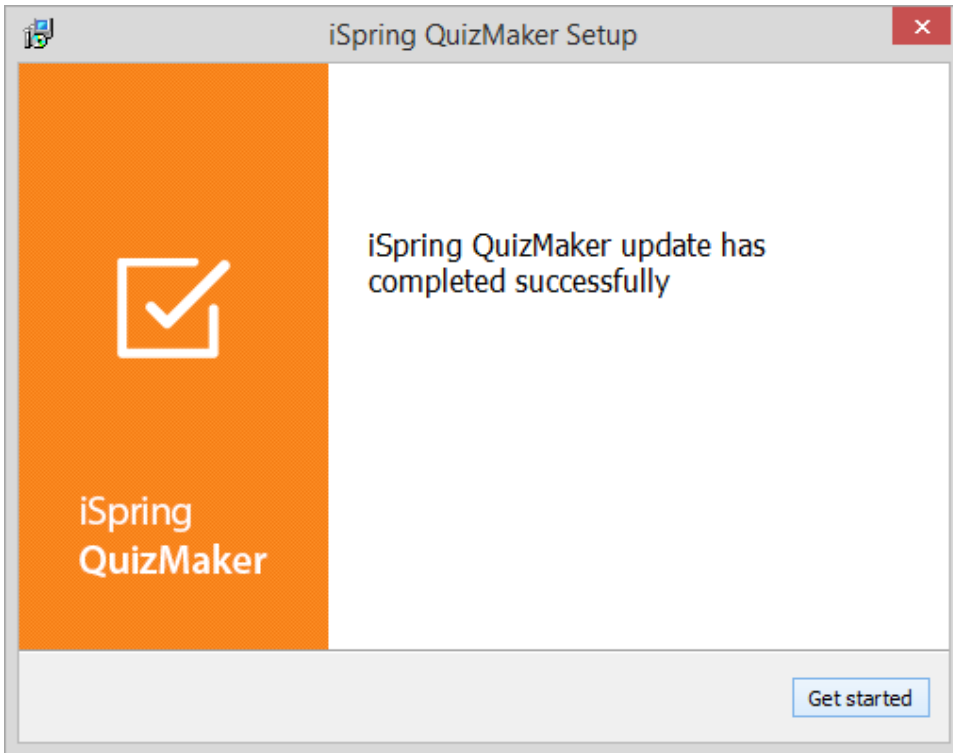 iSpring QuizMaker Setup
iSpring QuizMaker update has
completed successfully
iSpring
QuizMaker
Get started